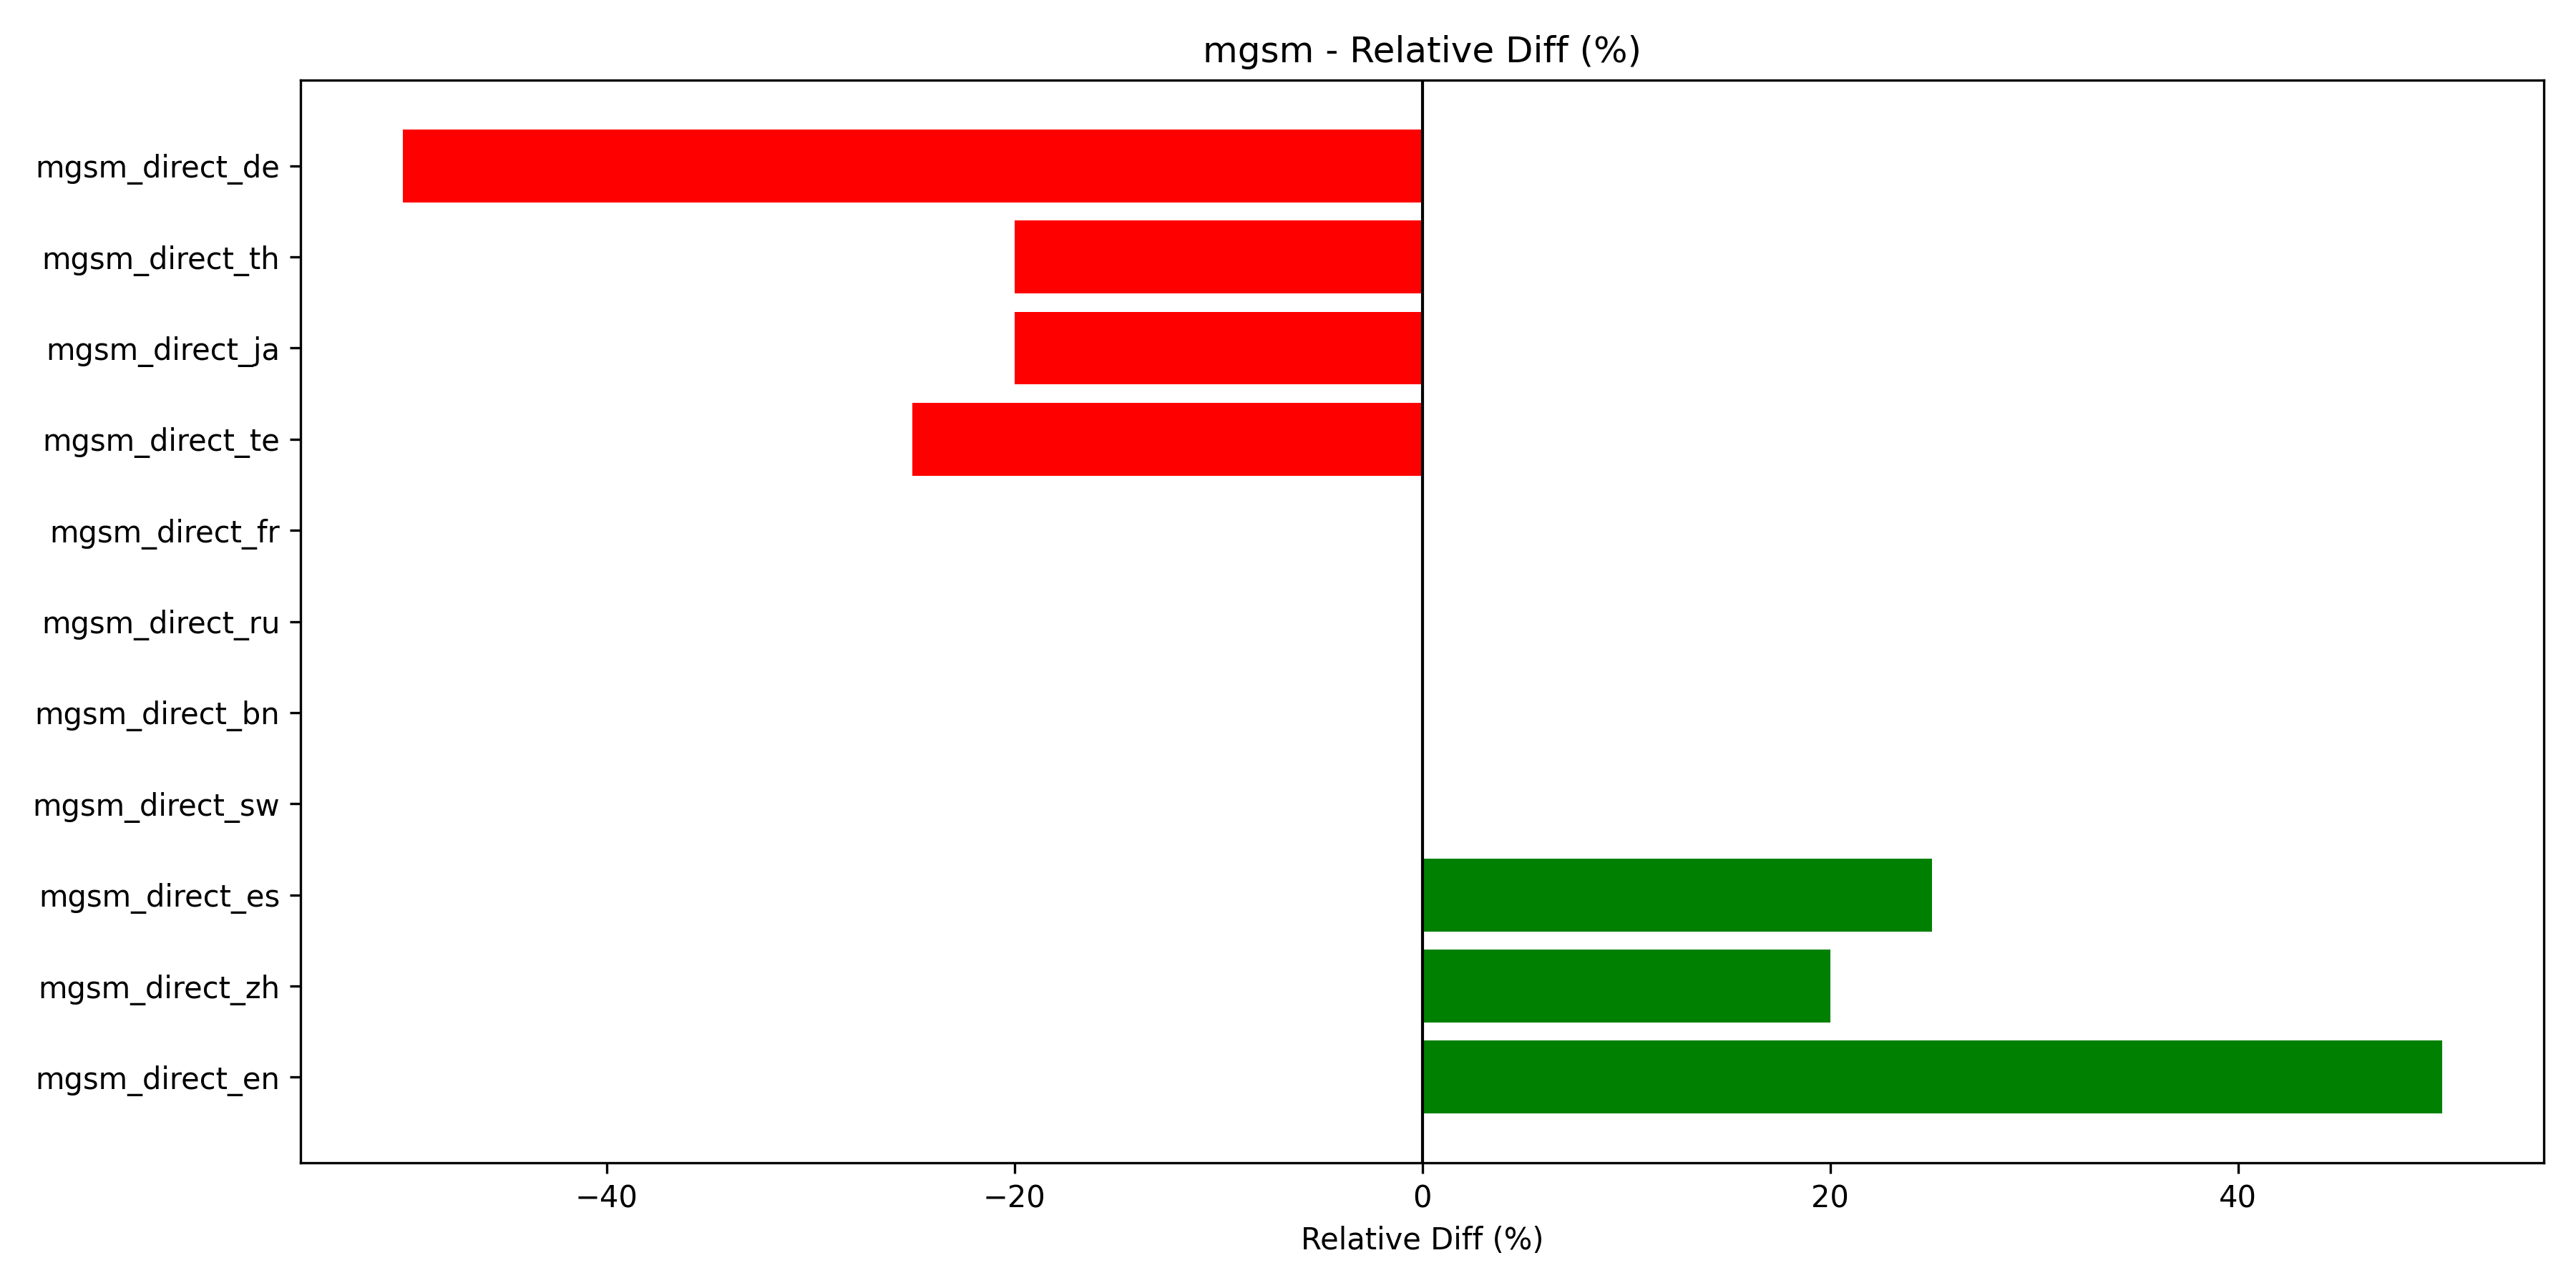 mgsm - Relative Diff (%)
mgsm_direct_de
mgsm_direct_th
mgsm_direct_ja
mgsm_direct_te
mgsm_direct_fr
mgsm_direct_ru
mgsm_direct_bn
mgsm_direct_sw
mgsm_direct_es
mgsm_direct_zh
mgsm_direct_en
−40 −20 0 20 40
Relative Diff (%)